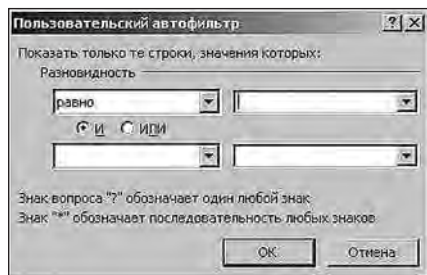 Пользовательский автофильтр
Показать только те строки, значения которых:
Разновидность
равно
И ИЛИ
Знак вопроса "?" обозначает один любой знак
Знак "*" обозначает последовательность любых знаков
ОК Отмена